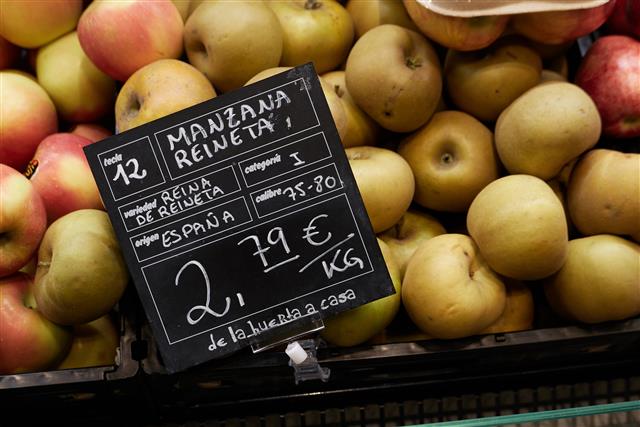 MANZANA
REINETA
tecla
12
categoría I
variedad REINA
DE REINETA
calibre 75-80
origen ESPAÑA
2,79 €
KG
de la huerta a casa